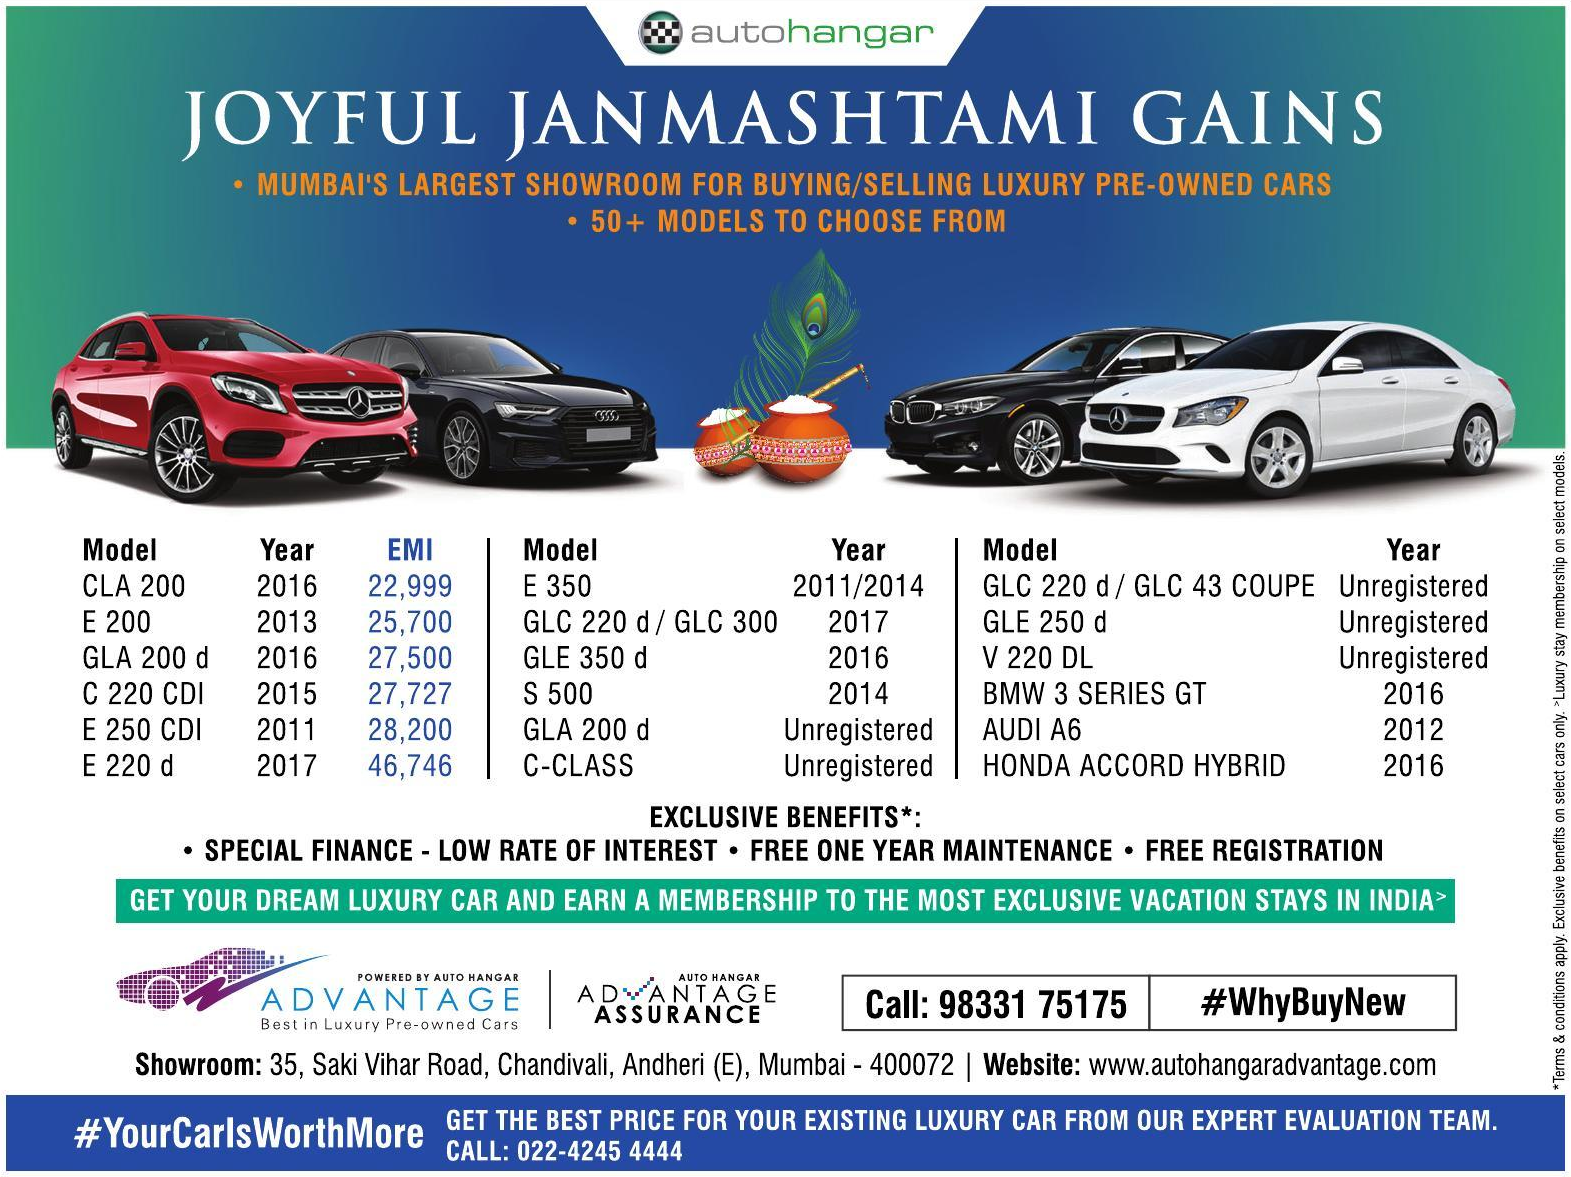 autohangar
JOYFUL JANMASHTAMI GAINS
• MUMBAI'S LARGEST SHOWROOM FOR BUYING/SELLING LUXURY PRE-OWNED CARS
• 50+ MODELS TO CHOOSE FROM
Model Year EMI
CLA 200 2016 22,999
E 200 2013 25,700
GLA 200 d 2016 27,500
C 220 CDI 2015 27,727
E 250 CDI 2011 28,200
E 220 d 2017 46,746
Model Year
E 350 2011/2014
GLC 220 d / GLC 300 2017
GLE 350 d 2016
S 500 2014
GLA 200 d Unregistered
C-CLASS Unregistered
Model Year
GLC 220 d / GLC 43 COUPE Unregistered
GLE 250 d Unregistered
V 220 DL Unregistered
BMW 3 SERIES GT 2016
AUDI A6 2012
HONDA ACCORD HYBRID 2016
EXCLUSIVE BENEFITS*:
• SPECIAL FINANCE - LOW RATE OF INTEREST • FREE ONE YEAR MAINTENANCE • FREE REGISTRATION
GET YOUR DREAM LUXURY CAR AND EARN A MEMBERSHIP TO THE MOST EXCLUSIVE VACATION STAYS IN INDIA>
POWERED BY AUTO HANGAR
ADVANTAGE
Best in Luxury Pre-owned Cars
AUTO HANGAR
ADVANTAGE
ASSURANCE
Call: 98331 75175
#WhyBuyNew
Showroom: 35, Saki Vihar Road, Chandivali, Andheri (E), Mumbai - 400072 | Website: www.autohangaradvantage.com
#YourCarIsWorthMore
GET THE BEST PRICE FOR YOUR EXISTING LUXURY CAR FROM OUR EXPERT EVALUATION TEAM.
CALL: 022-4245 4444
*Terms & conditions apply. Exclusive benefits on select cars only. >Luxury stay membership on select models.